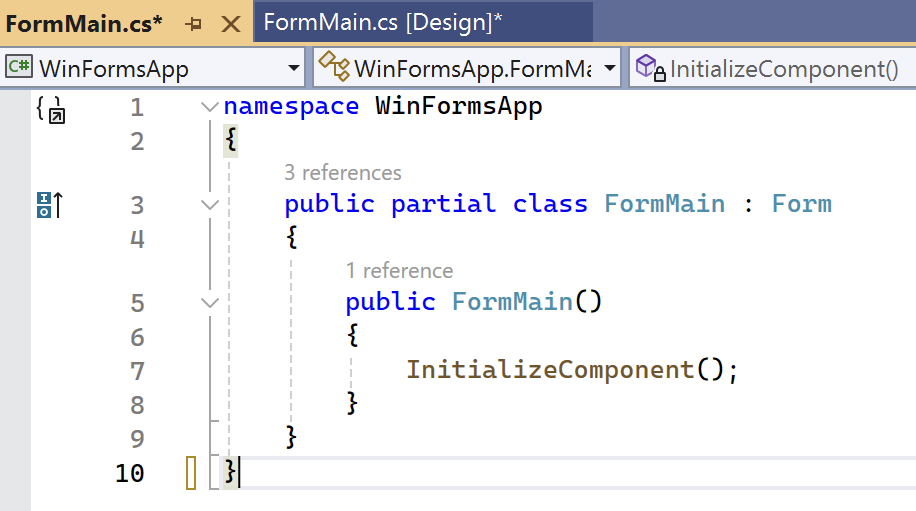 FormMain.cs* FormMain.cs [Design]*
C# WinFormsApp WinFormsApp.FormMa InitializeComponent()
1 namespace WinFormsApp
2 {
3 references
3 public partial class FormMain : Form
4 {
1 reference
5 public FormMain()
6 {
7 InitializeComponent();
8 }
9 }
10 }